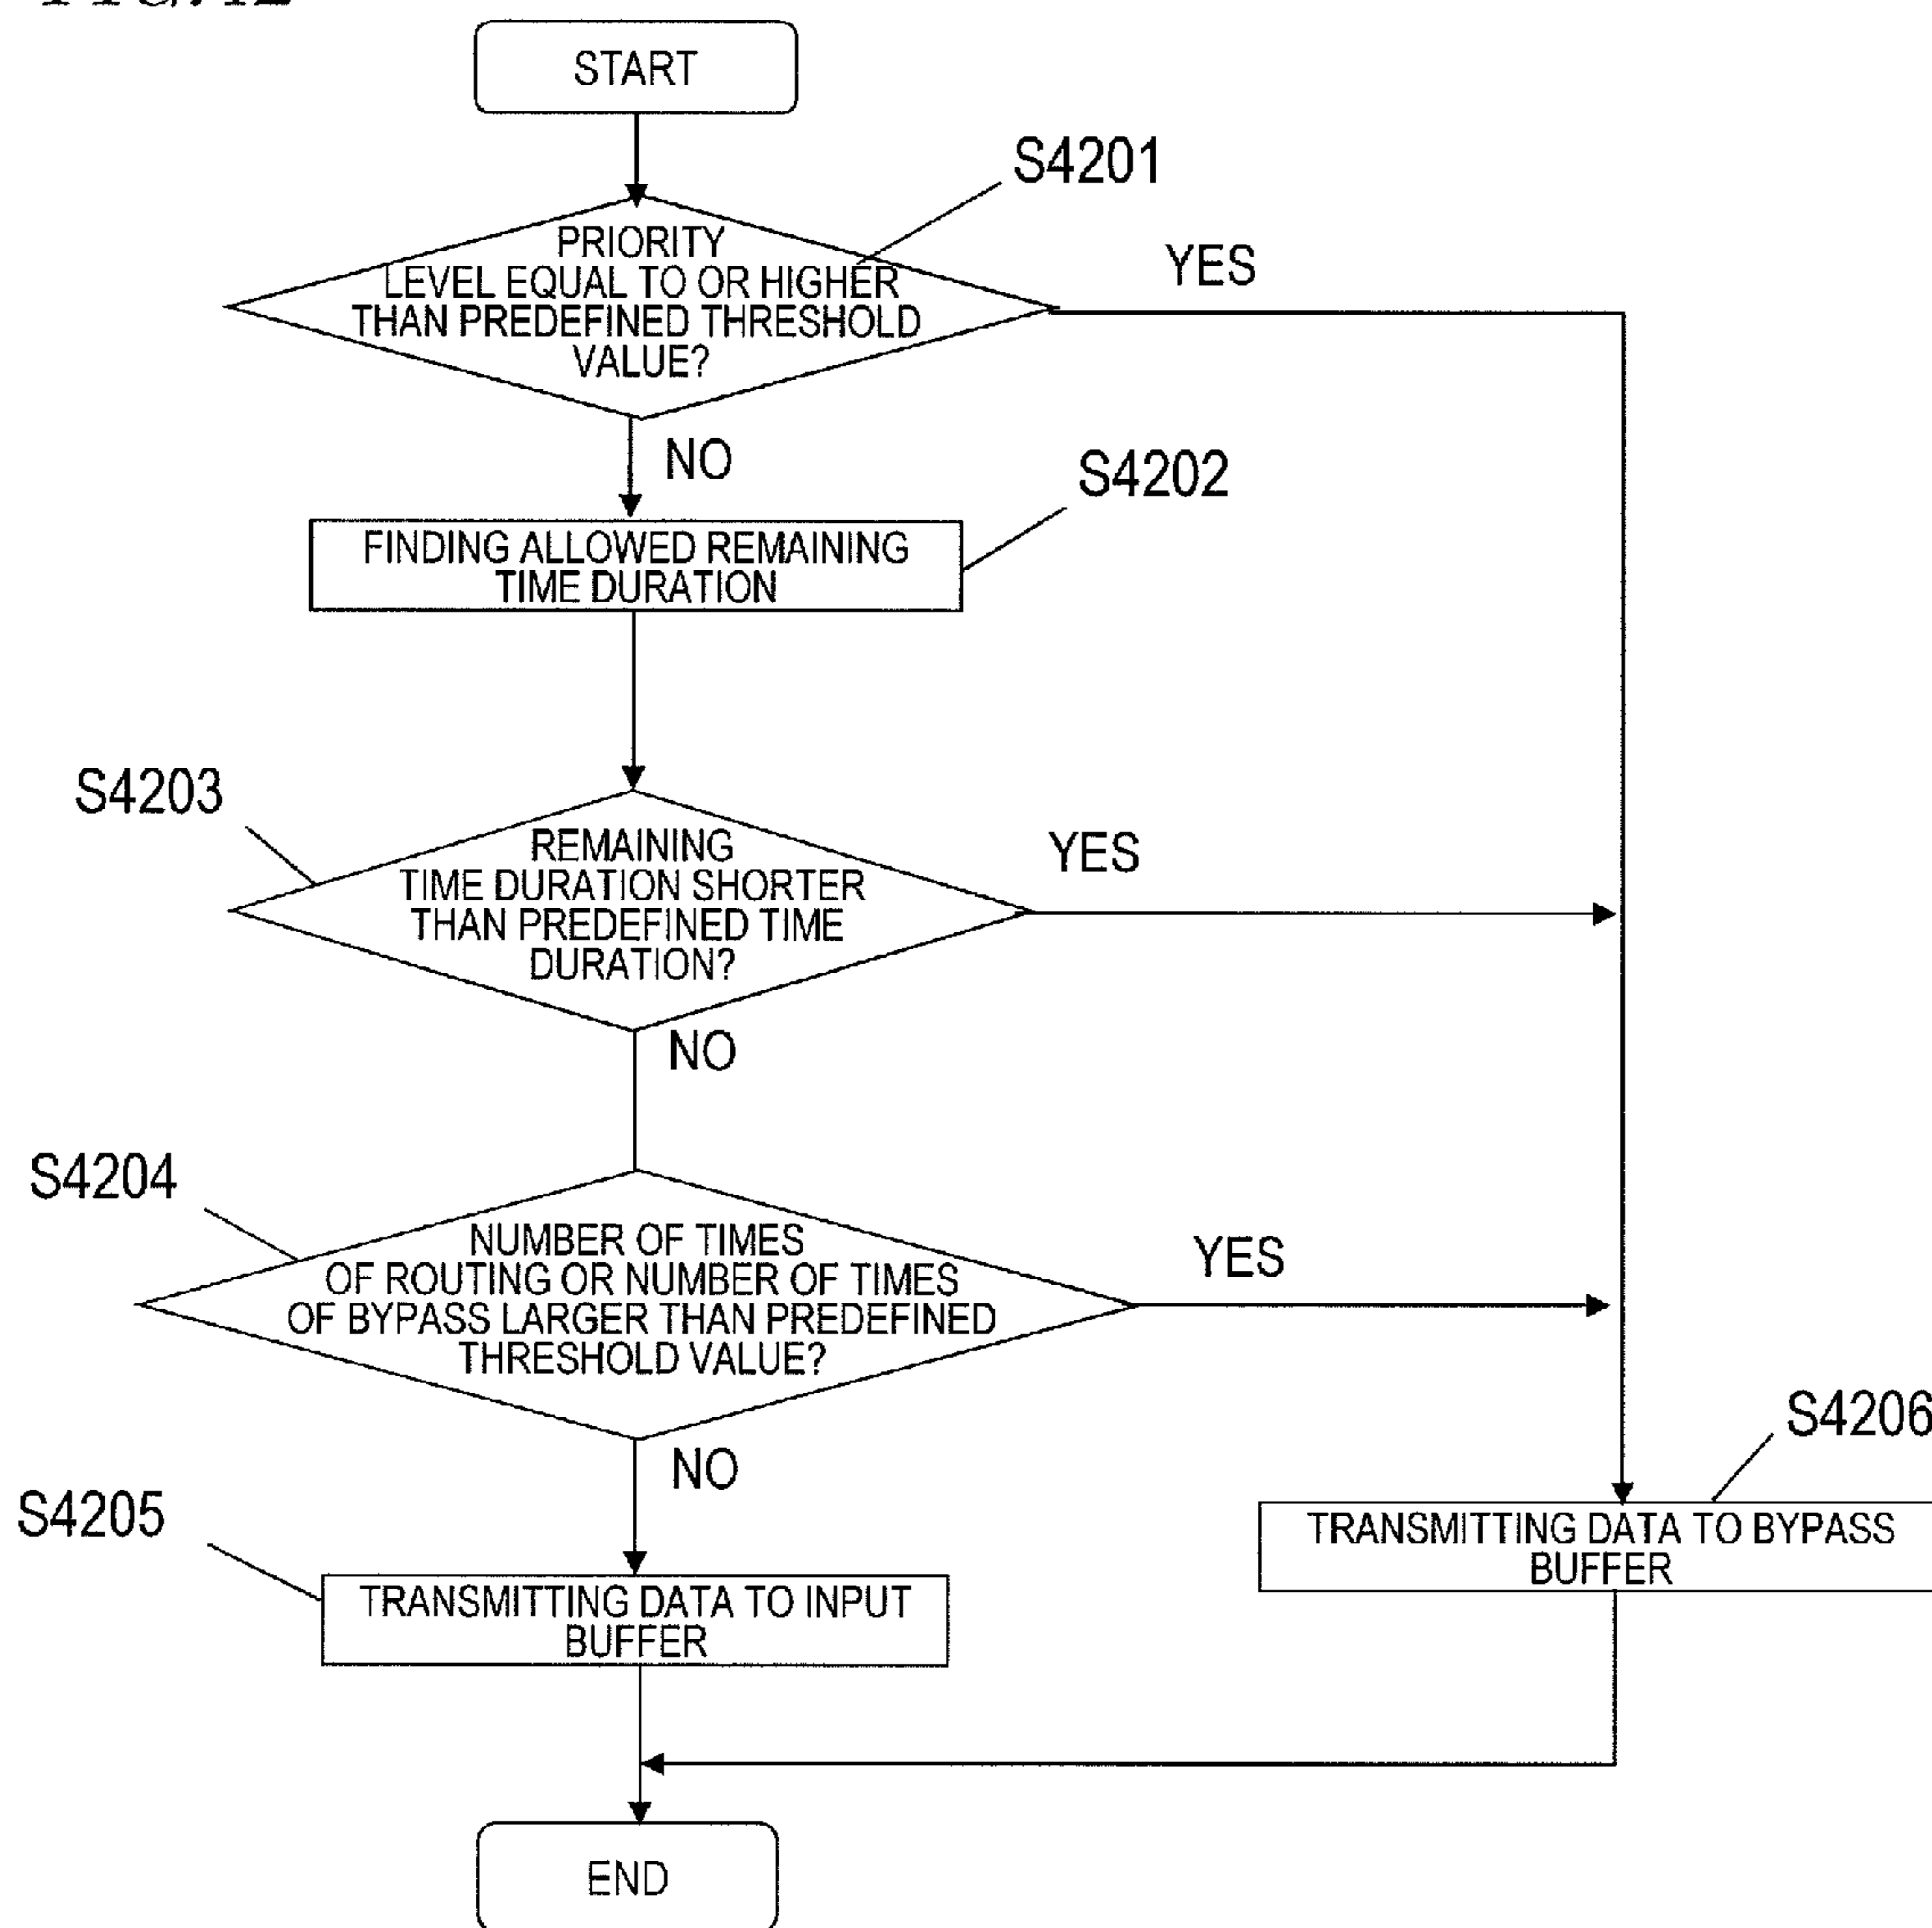 START
S4201
PRIORITY
LEVEL EQUAL TO OR HIGHER
THAN PREDEFINED THRESHOLD
VALUE?
YES
NO
S4202
FINDING ALLOWED REMAINING
TIME DURATION
S4203
REMAINING
TIME DURATION SHORTER
THAN PREDEFINED TIME
DURATION?
YES
NO
S4204
NUMBER OF TIMES
OF ROUTING OR NUMBER OF TIMES
OF BYPASS LARGER THAN PREDEFINED
THRESHOLD VALUE?
YES
NO
S4205
TRANSMITTING DATA TO INPUT
BUFFER
S4206
TRANSMITTING DATA TO BYPASS
BUFFER
END